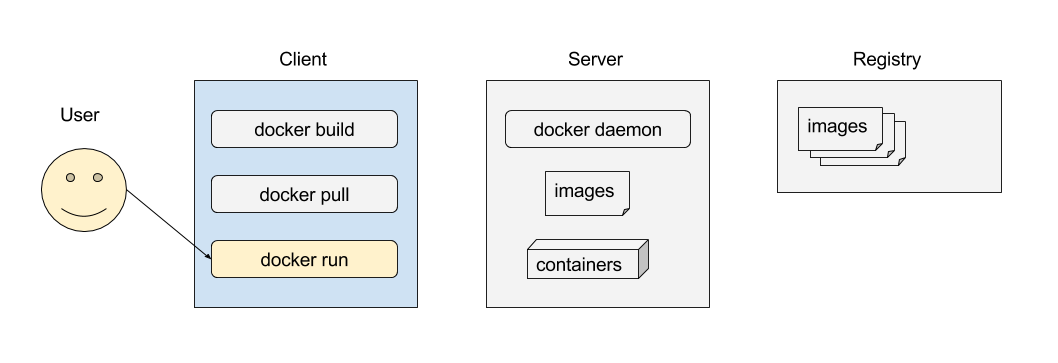 User
Client
docker build
docker pull
docker run
Server
docker daemon
images
containers
Registry
images